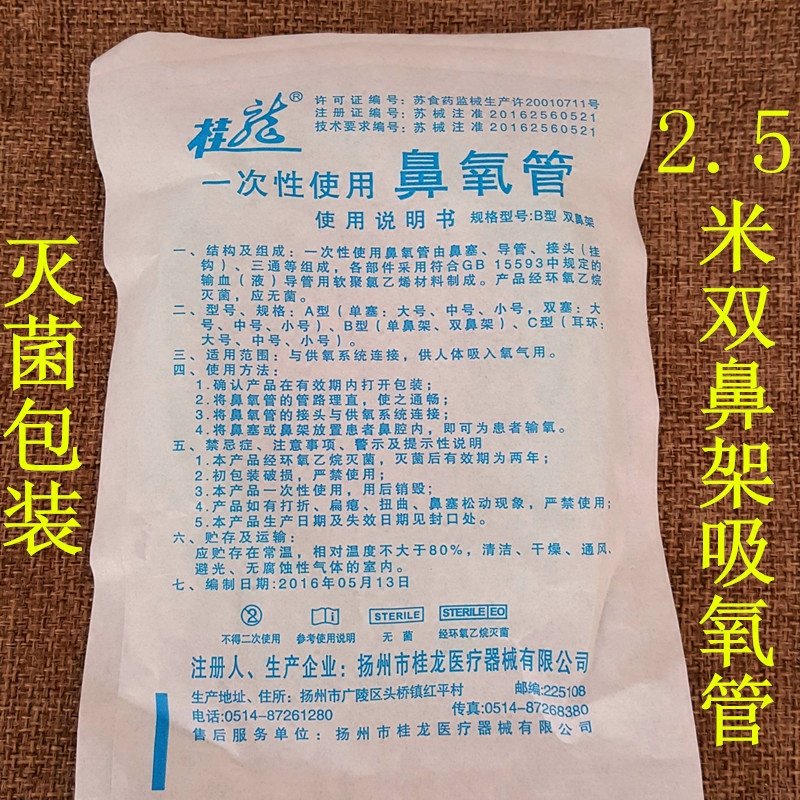 桂龙®
许可证编号：苏食药监械生产许20010711号
注册证编号：苏械注准20162560521
技术要求编号：苏械注准20162560521
一次性使用 鼻氧管
使用说明书 规格型号:B型 双鼻架
一、结构及组成：一次性使用鼻氧管由鼻塞、导管、接头（挂
钩）、三通等组成，各部件采用符合GB 15593中规定的
输血（液）导管用软聚氯乙烯材料制成。产品经环氧乙烷
灭菌，应无菌。
二、型号、规格：A型（单塞：大号、中号、小号，双塞：大
号、中号、小号）、B型（单鼻架、双鼻架）、C型（耳环：
大号、中号、小号）。
三、适用范围：与供氧系统连接，供人体吸入氧气用。
四、使用方法：
1.确认产品在有效期内打开包装；
2.将鼻氧管的管路理直，使之通畅；
3.将鼻氧管的接头与供氧系统连接；
4.将鼻塞或鼻架放置患者鼻腔内，即可为患者输氧。
五、禁忌症、注意事项、警示及提示性说明
1.本产品经环氧乙烷灭菌，灭菌后有效期为两年；
2.初包装破损，严禁使用；
3.本产品一次性使用，用后销毁；
4.产品如有打折、扁瘪、扭曲、鼻塞松动现象，严禁使用；
5.本产品生产日期及失效日期见封口处。
六、贮存及运输：
应贮存在常温，相对温度不大于80%，清洁、干燥、通风、
避光、无腐蚀性气体的室内。
七、编制日期:2016年05月13日
STERILE
STERILE EO
不得二次使用 参考使用说明 无菌 经环氧乙烷灭菌
注册人、生产企业：扬州市桂龙医疗器械有限公司
生产地址、住所：扬州市广陵区头桥镇红平村 邮编:225108
电话:0514-87261280 传真:0514-87268380
售后服务单位：扬州市桂龙医疗器械有限公司
灭菌包装
2.5米双鼻架吸氧管